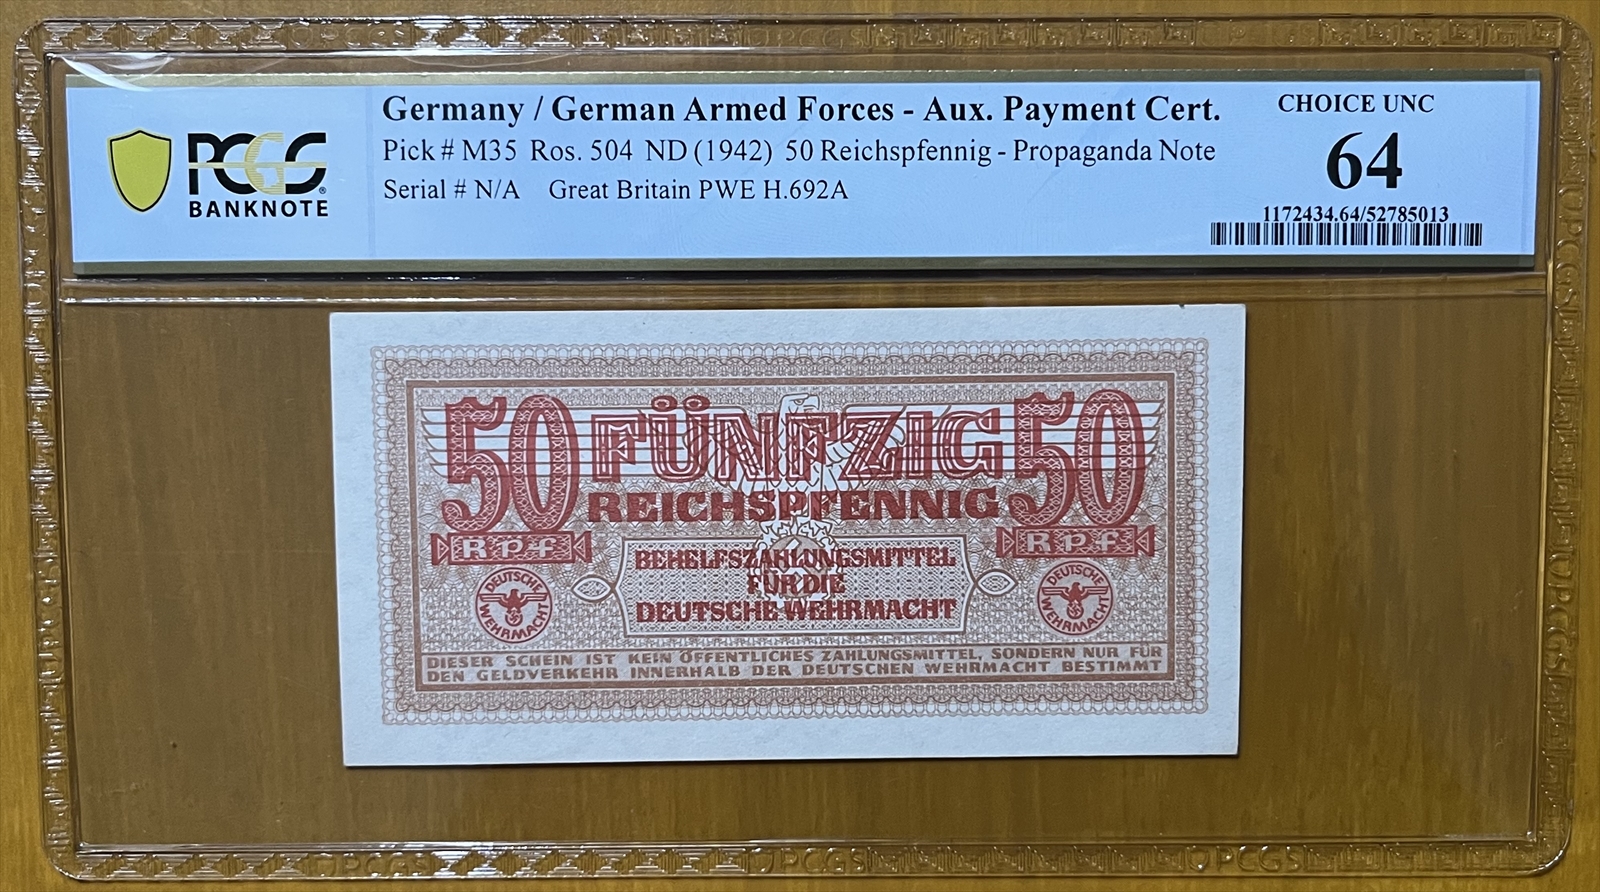 PCGS
BANKNOTE
Germany / German Armed Forces - Aux. Payment Cert.
Pick # M35 Ros. 504 ND (1942) 50 Reichspfennig - Propaganda Note
Serial # N/A Great Britain PWE H.692A
CHOICE UNC
64
1172434.64/52785013
50 FÜNFZIG 50
REICHSPFENNIG
Rpf Rpf
BEHELFSZAHLUNGSMITTEL
FÜR DIE
DEUTSCHE WEHRMACHT
DEUTSCHE WEHRMACHT
DEUTSCHE WEHRMACHT
DIESER SCHEIN IST KEIN ÖFFENTLICHES ZAHLUNGSMITTEL, SONDERN NUR FÜR
DEN GELDVERKEHR INNERHALB DER DEUTSCHEN WEHRMACHT BESTIMMT